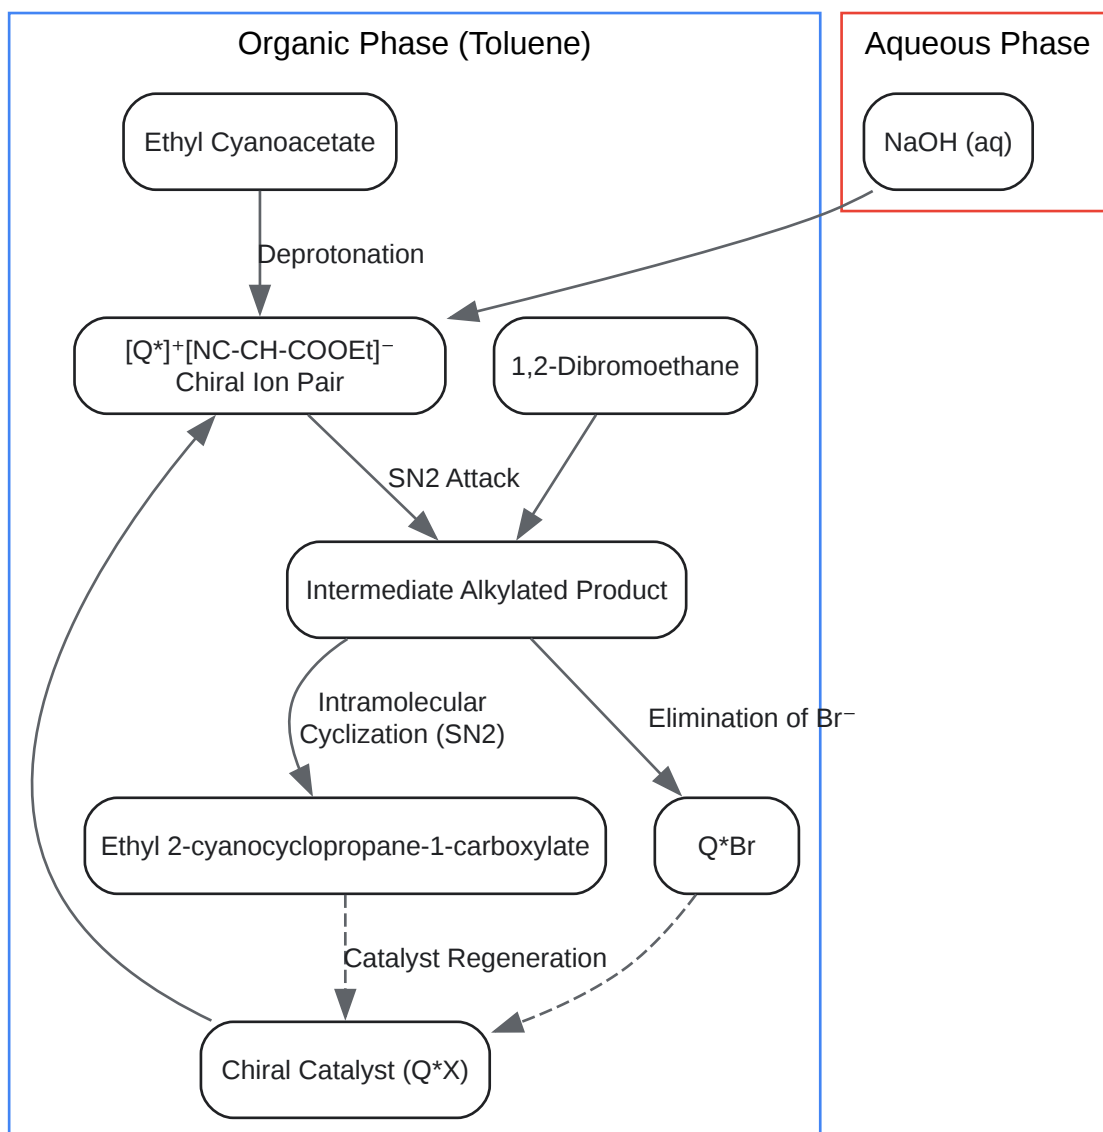 Organic Phase (Toluene)
Aqueous Phase
Ethyl Cyanoacetate
NaOH (aq)
Deprotonation
[Q*]⁺[NC-CH-COOEt]⁻
Chiral Ion Pair
1,2-Dibromoethane
SN2 Attack
Intermediate Alkylated Product
Intramolecular
Cyclization (SN2)
Elimination of Br⁻
Ethyl 2-cyanocyclopropane-1-carboxylate
Q*Br
Catalyst Regeneration
Chiral Catalyst (Q*X)